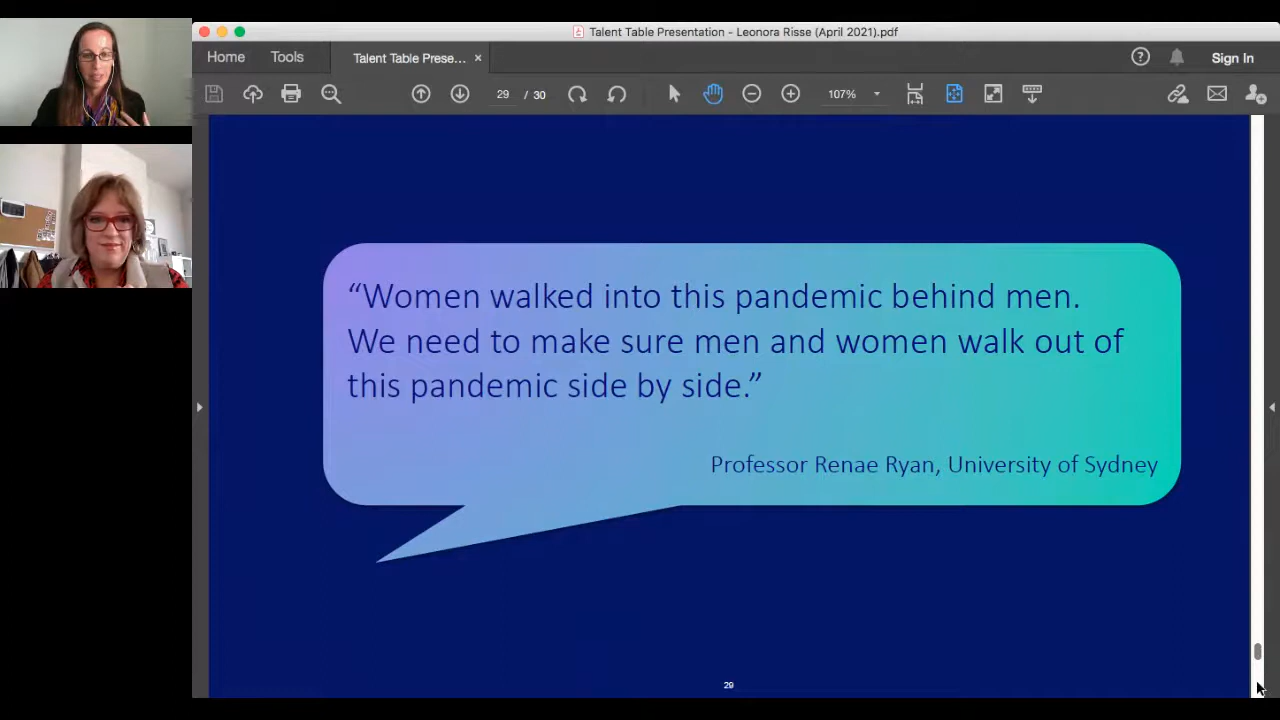 Talent Table Presentation - Leonora Risse (April 2021).pdf
Home
Tools
Talent Table Prese...
×
Sign In
29
/ 30
107%
“Women walked into this pandemic behind men.
We need to make sure men and women walk out of
this pandemic side by side.”
Professor Renae Ryan, University of Sydney
29